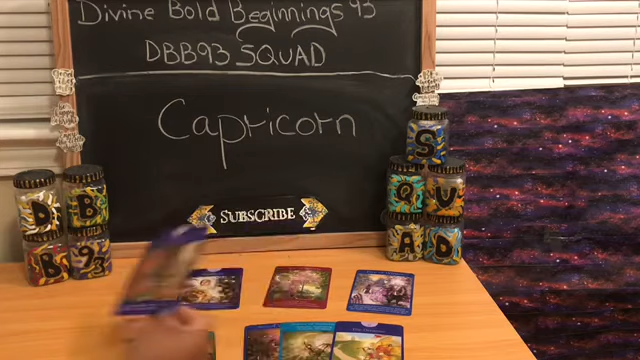 Divine Bold Beginnings 93
DBB93 SQUAD
Capricorn
SUBSCRIBE
S
D B
Q U
B 93
A D